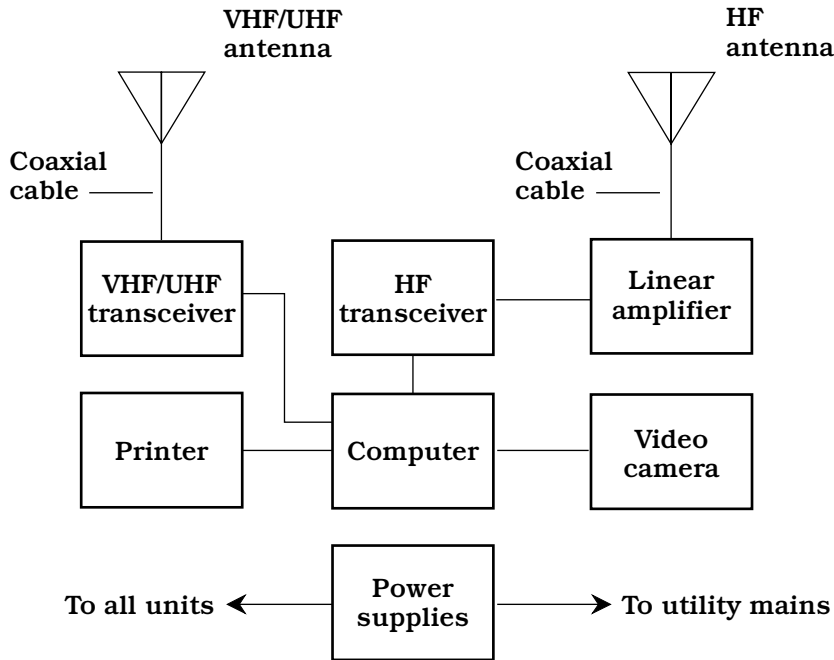 VHF/UHF
antenna
HF
antenna
Coaxial
cable
Coaxial
cable
VHF/UHF
transceiver
HF
transceiver
Linear
amplifier
Printer
Computer
Video
camera
To all units
Power
supplies
To utility mains